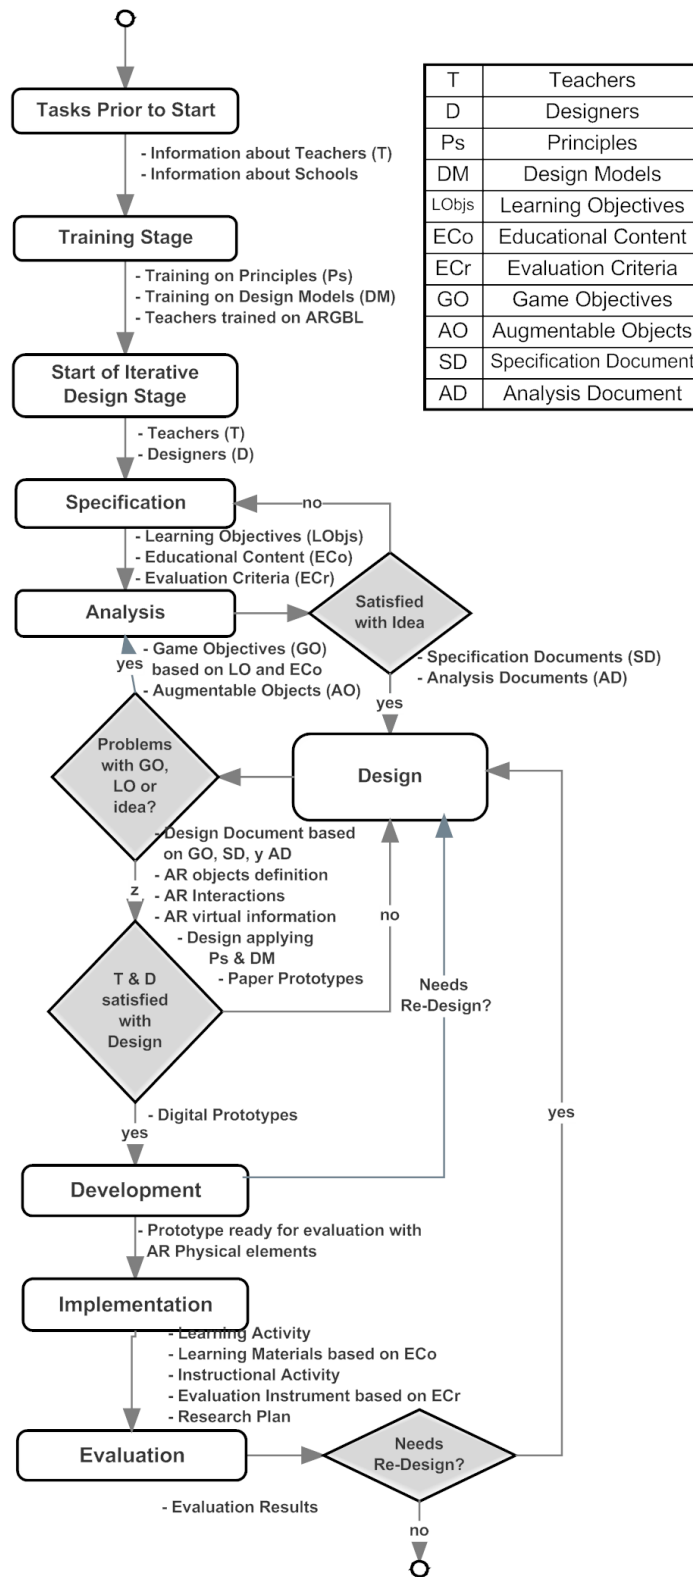 Tasks Prior to Start
- Information about Teachers (T)
- Information about Schools
Training Stage
- Training on Principles (Ps)
- Training on Design Models (DM)
- Teachers trained on ARGBL
Start of Iterative
Design Stage
- Teachers (T)
- Designers (D)
T Teachers
D Designers
Ps Principles
DM Design Models
LObjs Learning Objectives
ECo Educational Content
ECr Evaluation Criteria
GO Game Objectives
AO Augmentable Objects
SD Specification Document
AD Analysis Document
Specification
no
- Learning Objectives (LObjs)
- Educational Content (ECo)
- Evaluation Criteria (ECr)
Analysis
Satisfied
with Idea
- Game Objectives (GO)
based on LO and ECo
- Augmentable Objects (AO)
yes
- Specification Documents (SD)
- Analysis Documents (AD)
yes
Problems
with GO,
LO or
idea?
Design
- Design Document based
on GO, SD, y AD
- AR objects definition
- AR Interactions
- AR virtual information
- Design applying
Ps & DM
- Paper Prototypes
z
no
T & D
satisfied
with
Design
Needs
Re-Design?
- Digital Prototypes
yes
yes
Development
- Prototype ready for evaluation with
AR Physical elements
Implementation
- Learning Activity
- Learning Materials based on ECo
- Instructional Activity
- Evaluation Instrument based on ECr
- Research Plan
Evaluation
Needs
Re-Design?
- Evaluation Results
no